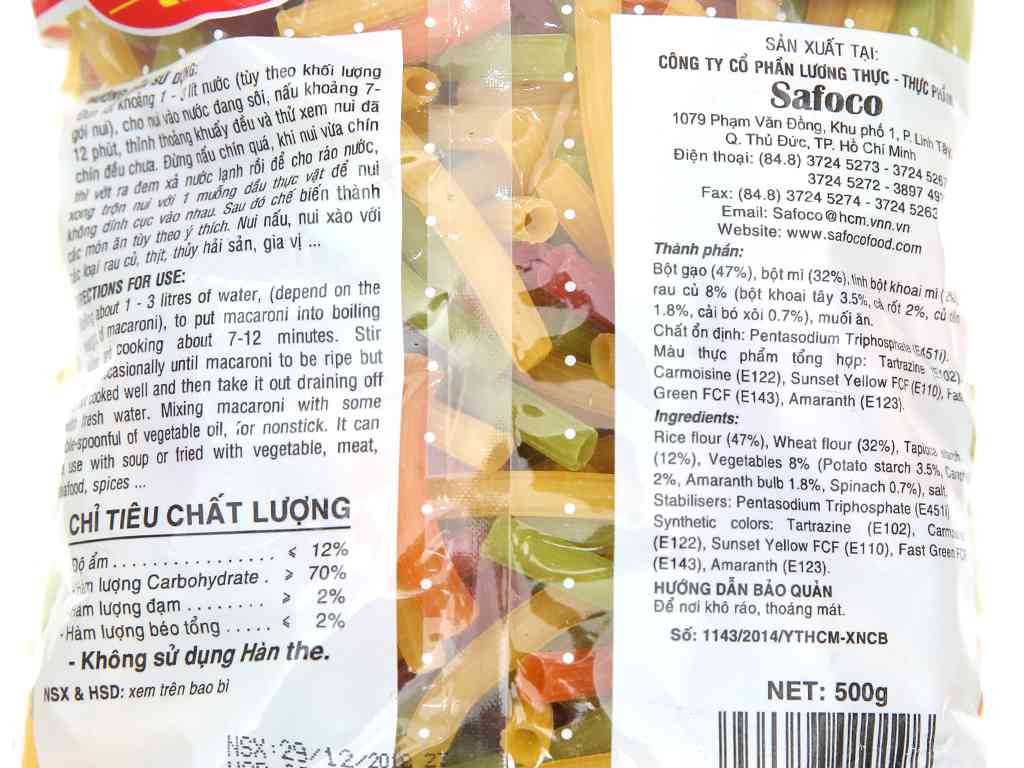 SỬ DỤNG:
khoảng 1 - 3 lít nước (tùy theo khối lượng
gói nui), cho nui vào nước đang sôi, nấu khoảng 7-
12 phút, thỉnh thoảng khuấy đều và thử xem nui đã
chín đều chưa. Đừng nấu chín quá, khi nui vừa chín
thì vớt ra đem xả nước lạnh rồi để cho ráo nước,
xong trộn nui với 1 muỗng dầu thực vật để nui
không dính cục vào nhau. Sau đó chế biến thành
các món ăn tùy theo ý thích. Nui nấu, nui xào với
các loại rau củ, thịt, thủy hải sản, gia vị ...
FOR USE:
about 1 - 3 litres of water, (depend on the
macaroni), to put macaroni into boiling
cooking about 7-12 minutes. Stir
until macaroni to be ripe but
cooked well and then take it out draining off
fresh water. Mixing macaroni with some
of vegetable oil, for nonstick. It can
use with soup or fried with vegetable, meat,
spices ...
CHỈ TIÊU CHẤT LƯỢNG
Độ ẩm . . . . . . . . . . . . . . . ≤ 12%
Hàm lượng Carbohydrate . ≥ 70%
Hàm lượng đạm . . . . . . . . ≥ 2%
- Hàm lượng béo tổng . . . . . ≤ 2%
- Không sử dụng Hàn the.
NSX & HSD: xem trên bao bì
NSX:29/12/
SẢN XUẤT TẠI:
CÔNG TY CỔ PHẦN LƯƠNG THỰC - THỰC PHẨM
Safoco
1079 Phạm Văn Đồng, Khu phố 1, P. Linh Tây,
Q. Thủ Đức, TP. Hồ Chí Minh
Điện thoại: (84.8) 3724 5273 - 3724 5267
3724 5272 - 3897
Fax: (84.8) 3724 5274 - 3724 5263
Email: Safoco@hcm.vnn.vn
Website: www.safocofood.com
Thành phần:
Bột gạo (47%), bột mì (32%), tinh bột khoai mì
rau củ 8% (bột khoai tây 3.5%, cà rốt 2%, củ dền
1.8%, cải bó xôi 0.7%), muối ăn.
Chất ổn định: Pentasodium Triphosphate (E451i).
Màu thực phẩm tổng hợp: Tartrazine (E102),
Carmoisine (E122), Sunset Yellow FCF (E110), Fast
Green FCF (E143), Amaranth (E123).
Ingredients:
Rice flour (47%), Wheat flour (32%), Tapioca starch
(12%), Vegetables 8% (Potato starch 3.5%, Carrot
2%, Amaranth bulb 1.8%, Spinach 0.7%), salt.
Stabilisers: Pentasodium Triphosphate (E451i)
Synthetic colors: Tartrazine (E102), Carmoisine
(E122), Sunset Yellow FCF (E110), Fast Green FCF
(E143), Amaranth (E123).
HƯỚNG DẪN BẢO QUẢN
Để nơi khô ráo, thoáng mát.
Số: 1143/2014/YTHCM-XNCB
NET: 500g